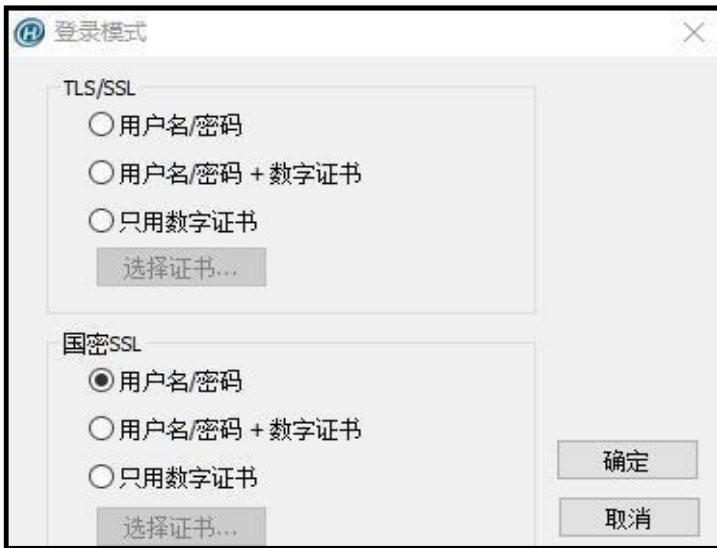 登录模式
TLS/SSL
用户名/密码
用户名/密码 + 数字证书
只用数字证书
选择证书...
国密SSL
用户名/密码
用户名/密码 + 数字证书
只用数字证书
选择证书...
确定
取消